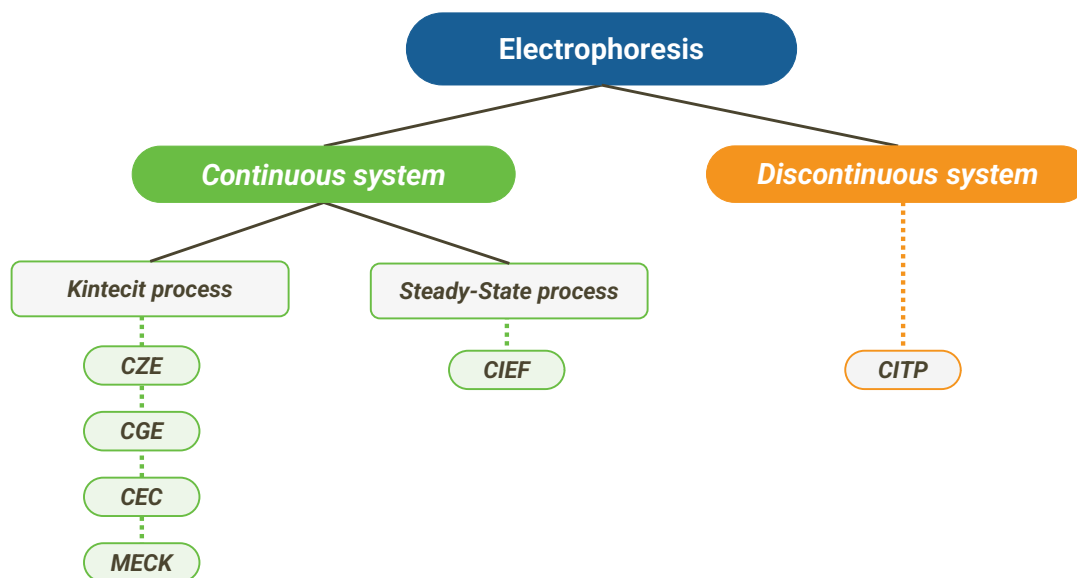 Electrophoresis
Continuous system
Discontinuous system
Kintecit process
Steady-State process
CZE
CIEF
CITP
CGE
CEC
MECK